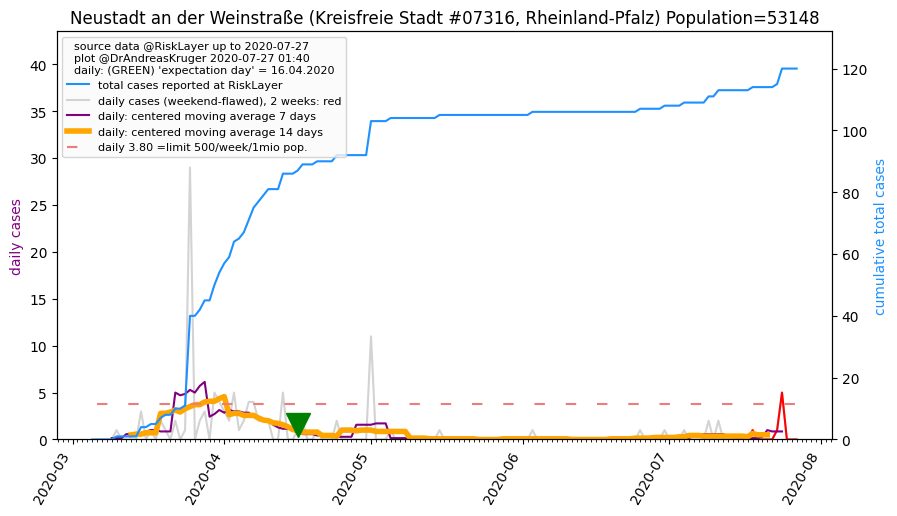 Neustadt an der Weinstraße (Kreisfreie Stadt #07316, Rheinland-Pfalz) Population=53148
source data @RiskLayer up to 2020-07-27
plot @DrAndreasKruger 2020-07-27 01:40
daily: (GREEN) 'expectation day' = 16.04.2020
total cases reported at RiskLayer
daily cases (weekend-flawed), 2 weeks: red
daily: centered moving average 7 days
daily: centered moving average 14 days
daily 3.80 =limit 500/week/1mio pop.
daily cases
40
35
30
25
20
15
10
5
0
cumulative total cases
120
100
80
60
40
20
0
2020-03
2020-04
2020-05
2020-06
2020-07
2020-08